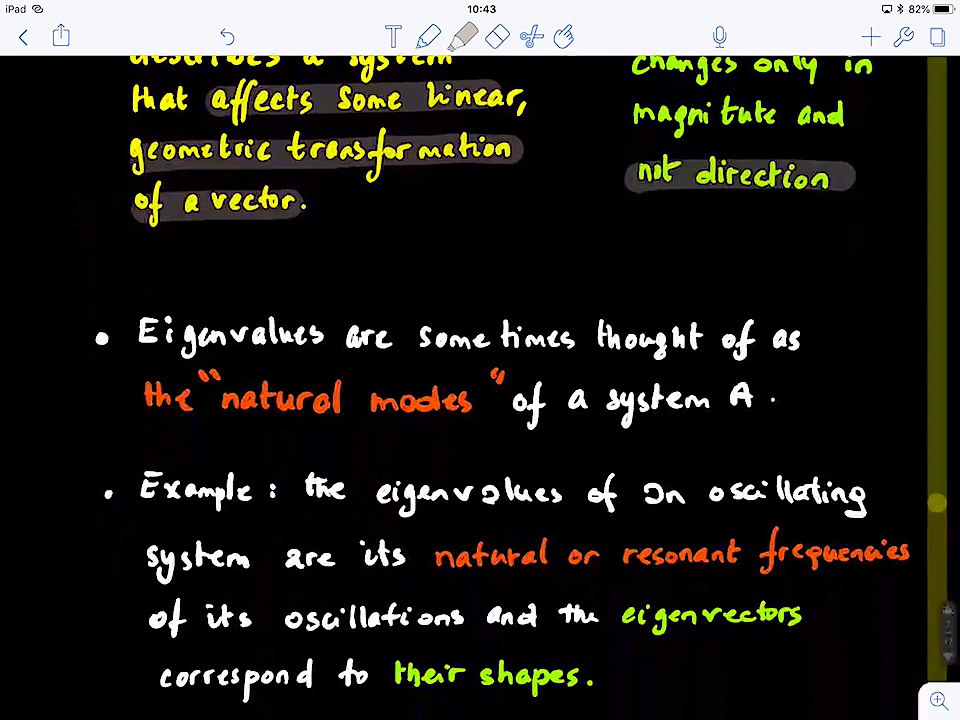 iPad 10:43 82%
describes a system
that affects some linear,
geometric transformation
of a vector.
changes only in
magnitute and
not direction
• Eigenvalues are sometimes thought of as
the "natural modes" of a system A.
• Example: the eigenvalues of an oscillating
system are its natural or resonant frequencies
of its oscillations and the eigenvectors
correspond to their shapes.